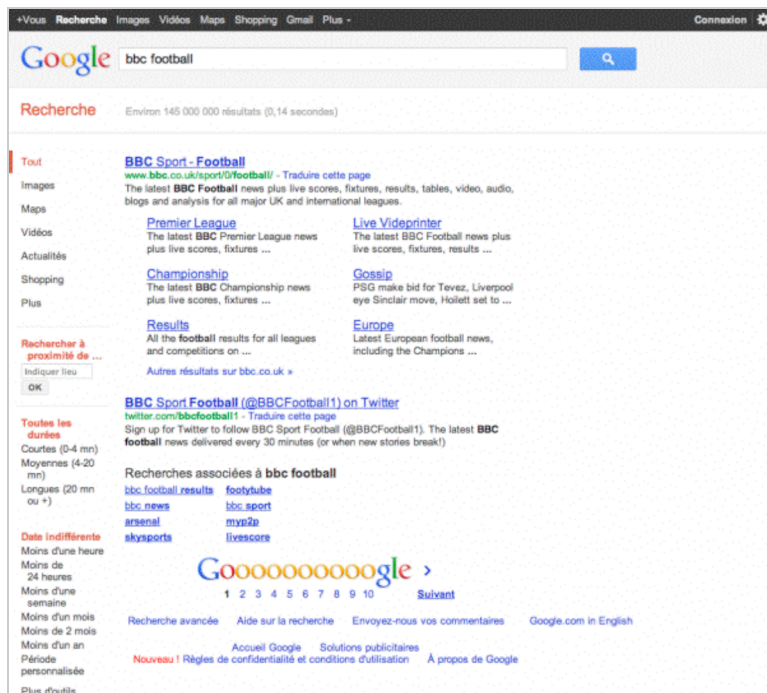 +Vous Recherche Images Vidéos Maps Shopping Gmail Plus
Connexion
Google
bbc football
Recherche
Environ 145 000 000 résultats (0,14 secondes)
Tout
Images
Maps
Vidéos
Actualités
Shopping
Plus
Rechercher à
proximité de ...
Indiquer lieu
OK
Toutes les
durées
Courtes (0-4 mn)
Moyennes (4-20
mn)
Longues (20 mn
ou +)
Date indifférente
Moins d'une heure
Moins de
24 heures
Moins d'une
semaine
Moins d'un mois
Moins de 2 mois
Moins d'un an
Période
personnalisée
Plus d'outils
BBC Sport - Football
www.bbc.co.uk/sport/0/football/ - Traduire cette page
The latest BBC Football news plus live scores, fixtures, results, tables, video, audio,
blogs and analysis for all major UK and international leagues.
Premier League
The latest BBC Premier League news
plus live scores, fixtures ...
Live Videprinter
The latest BBC Football news plus
live scores, fixtures, results ...
Championship
The latest BBC Championship news
plus live scores, fixtures ...
Gossip
PSG make bid for Tevez, Liverpool
eye Sinclair move, Hoilett set to ...
Results
All the football results for all leagues
and competitions on ...
Europe
Latest European football news,
including the Champions ...
Autres résultats sur bbc.co.uk »
BBC Sport Football (@BBCFootball1) on Twitter
twitter.com/bbcfootball1 - Traduire cette page
Sign up for Twitter to follow BBC Sport Football (@BBCFootball1). The latest BBC
football news delivered every 30 minutes (or when new stories break!)
Recherches associées à bbc football
bbc football results footytube
bbc news bbc sport
arsenal myp2p
skysports livescore
Goooooooooogle >
1 2 3 4 5 6 7 8 9 10 Suivant
Recherche avancée Aide sur la recherche Envoyez-nous vos commentaires Google.com in English
Accueil Google Solutions publicitaires
Nouveau ! Règles de confidentialité et conditions d'utilisation À propos de Google